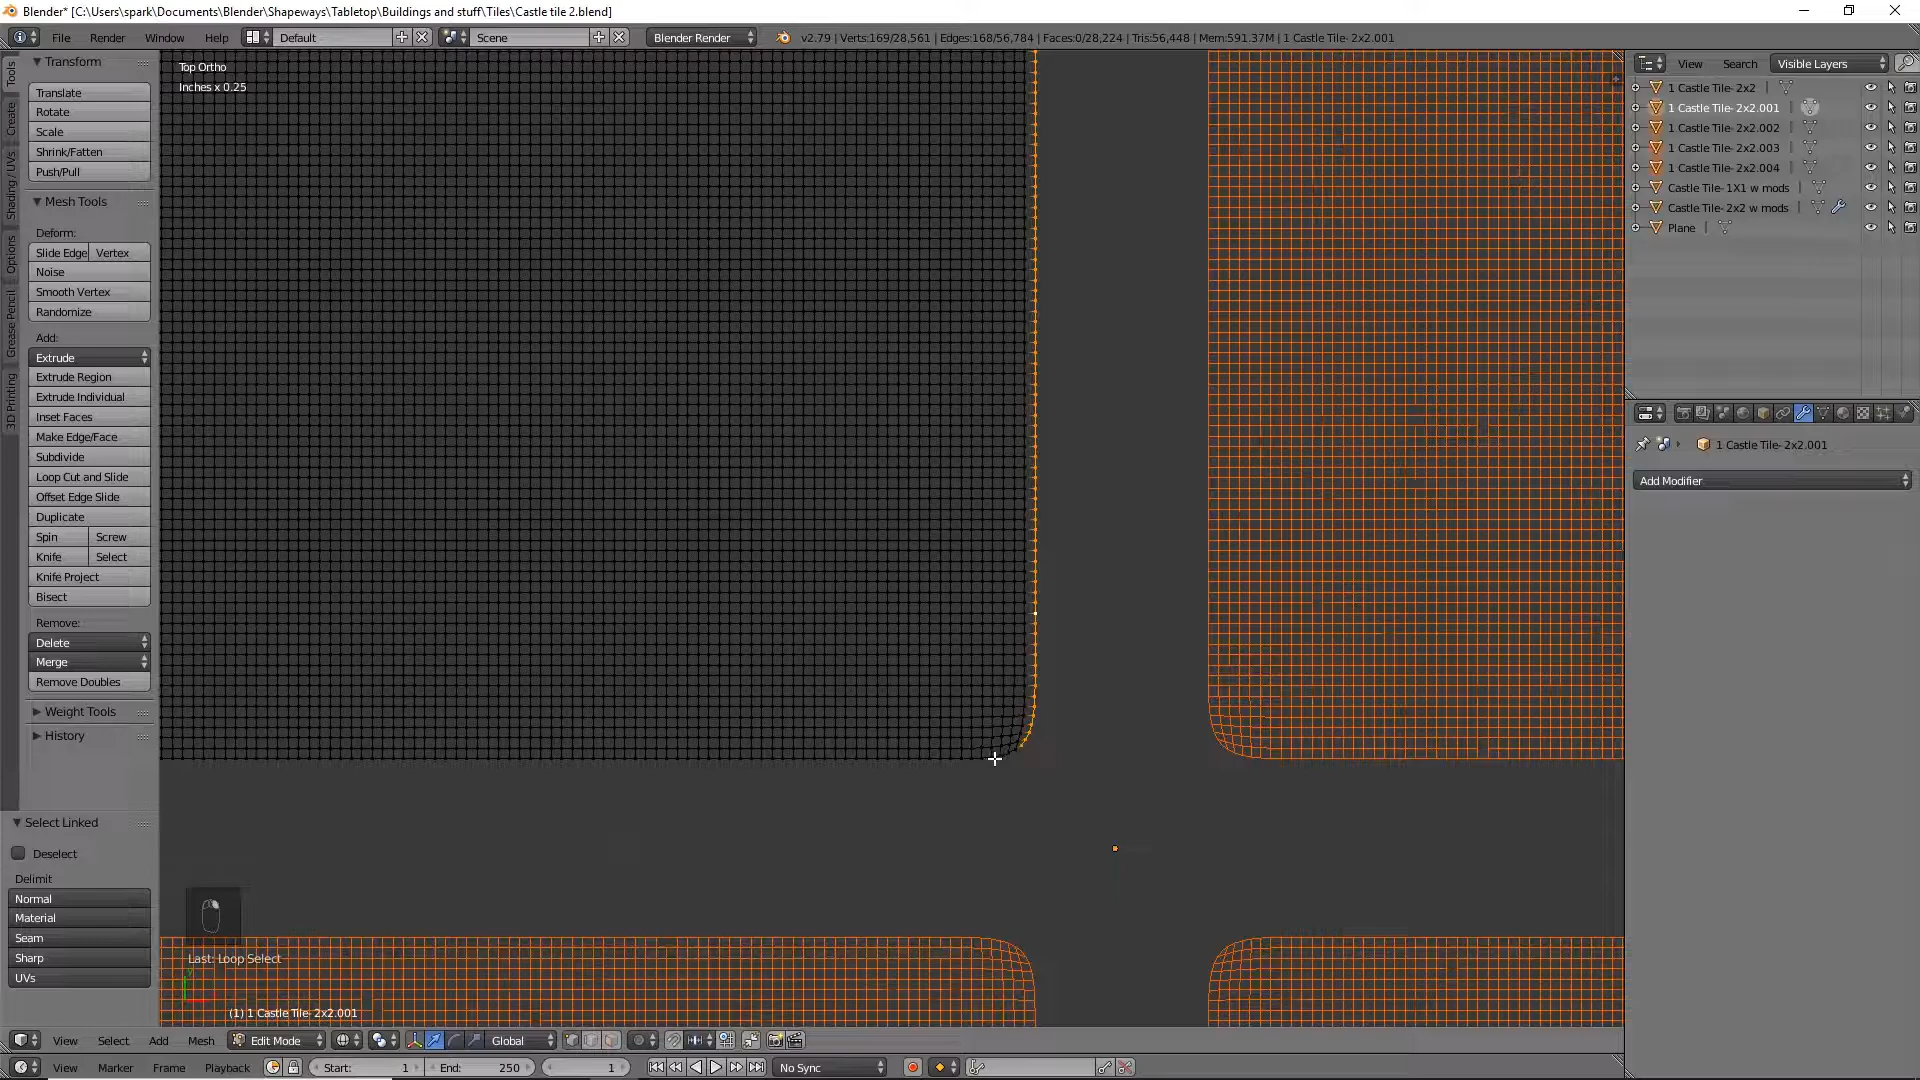 Blender* [C:\Users\spark\Documents\Blender\Shapeways\Tabletop\Buildings and stuff\Tiles\Castle tile 2.blend]
File Render Window Help Default Scene Blender Render v2.79 | Verts:169/28,561 | Edges:168/56,784 | Faces:0/28,224 | Tris:56,448 | Mem:591.37M | 1 Castle Tile- 2x2.001
Tools
Create
Shading / UVs
Options
Grease Pencil
3D Printing
Transform
Translate
Rotate
Scale
Shrink/Fatten
Push/Pull
Mesh Tools
Deform:
Slide Edge Vertex
Noise
Smooth Vertex
Randomize
Add:
Extrude
Extrude Region
Extrude Individual
Inset Faces
Make Edge/Face
Subdivide
Loop Cut and Slide
Offset Edge Slide
Duplicate
Spin Screw
Knife Select
Knife Project
Bisect
Remove:
Delete
Merge
Remove Doubles
Weight Tools
History
Select Linked
Deselect
Delimit
Normal
Material
Seam
Sharp
UVs
Top Ortho
Inches x 0.25
Last: Loop Select
(1) 1 Castle Tile- 2x2.001
View Search Visible Layers
1 Castle Tile- 2x2
1 Castle Tile- 2x2.001
1 Castle Tile- 2x2.002
1 Castle Tile- 2x2.003
1 Castle Tile- 2x2.004
Castle Tile- 1X1 w mods
Castle Tile- 2x2 w mods
Plane
1 Castle Tile- 2x2.001
Add Modifier
View Select Add Mesh Edit Mode Global
View Marker Frame Playback Start: 1 End: 250 1 No Sync